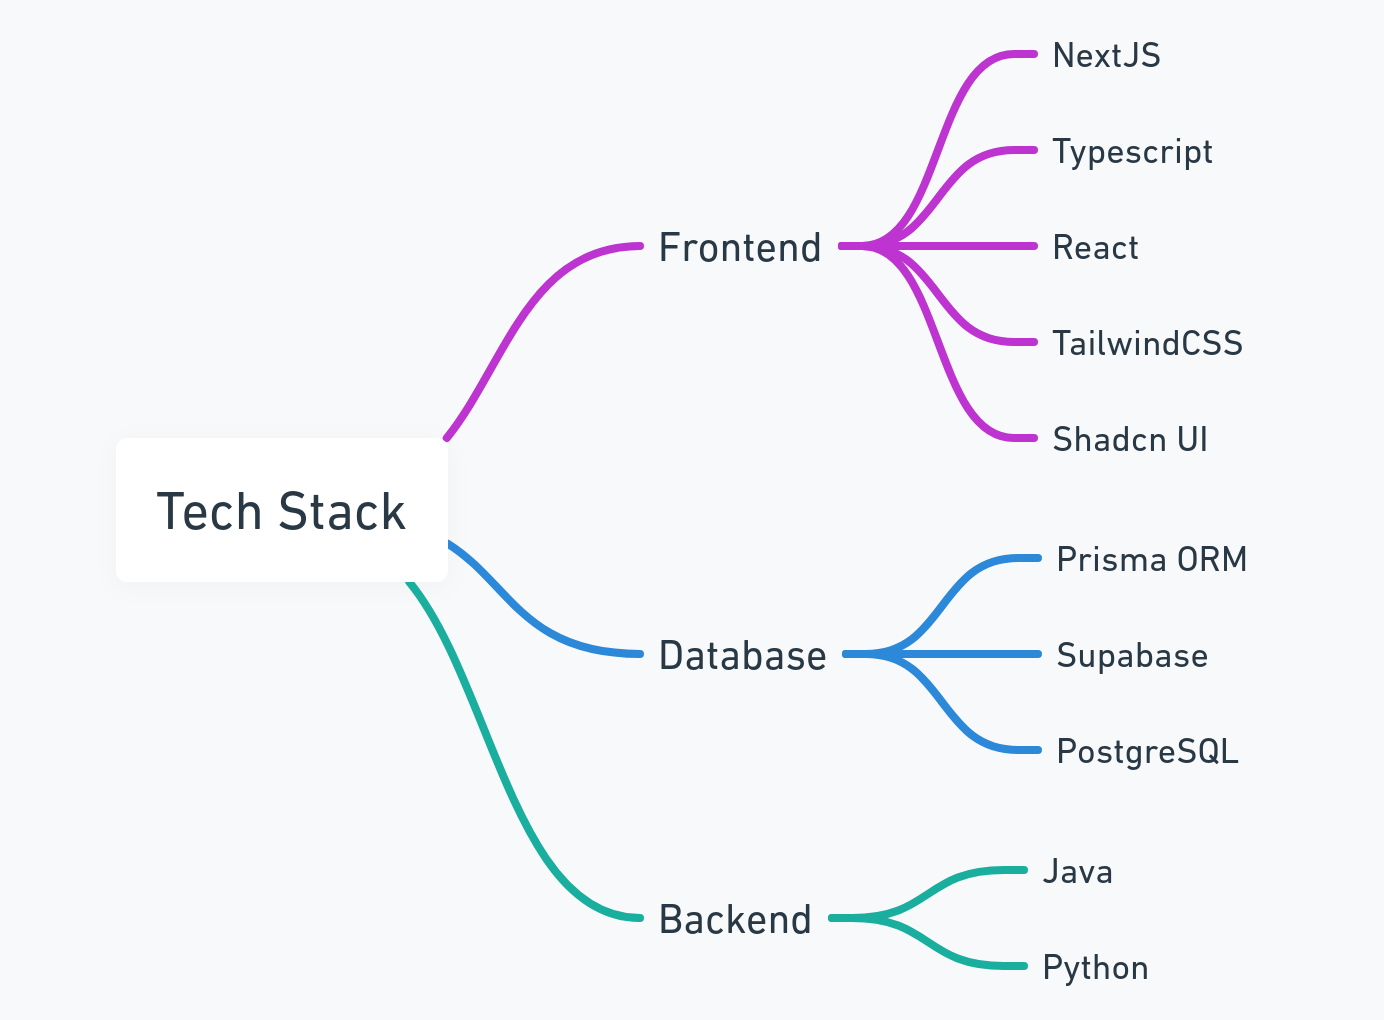 Tech Stack
Frontend
NextJS
Typescript
React
TailwindCSS
Shadcn UI
Database
Prisma ORM
Supabase
PostgreSQL
Backend
Java
Python